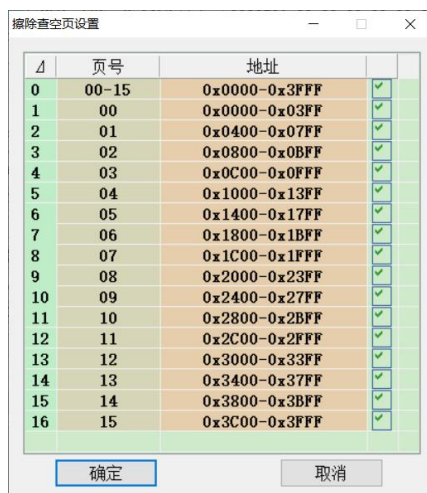 擦除查空页设置
⊿ 页号 地址
0 00-15 0x0000-0x3FFF
1 00 0x0000-0x03FF
2 01 0x0400-0x07FF
3 02 0x0800-0x0BFF
4 03 0x0C00-0x0FFF
5 04 0x1000-0x13FF
6 05 0x1400-0x17FF
7 06 0x1800-0x1BFF
8 07 0x1C00-0x1FFF
9 08 0x2000-0x23FF
10 09 0x2400-0x27FF
11 10 0x2800-0x2BFF
12 11 0x2C00-0x2FFF
13 12 0x3000-0x33FF
14 13 0x3400-0x37FF
15 14 0x3800-0x3BFF
16 15 0x3C00-0x3FFF
确定 取消